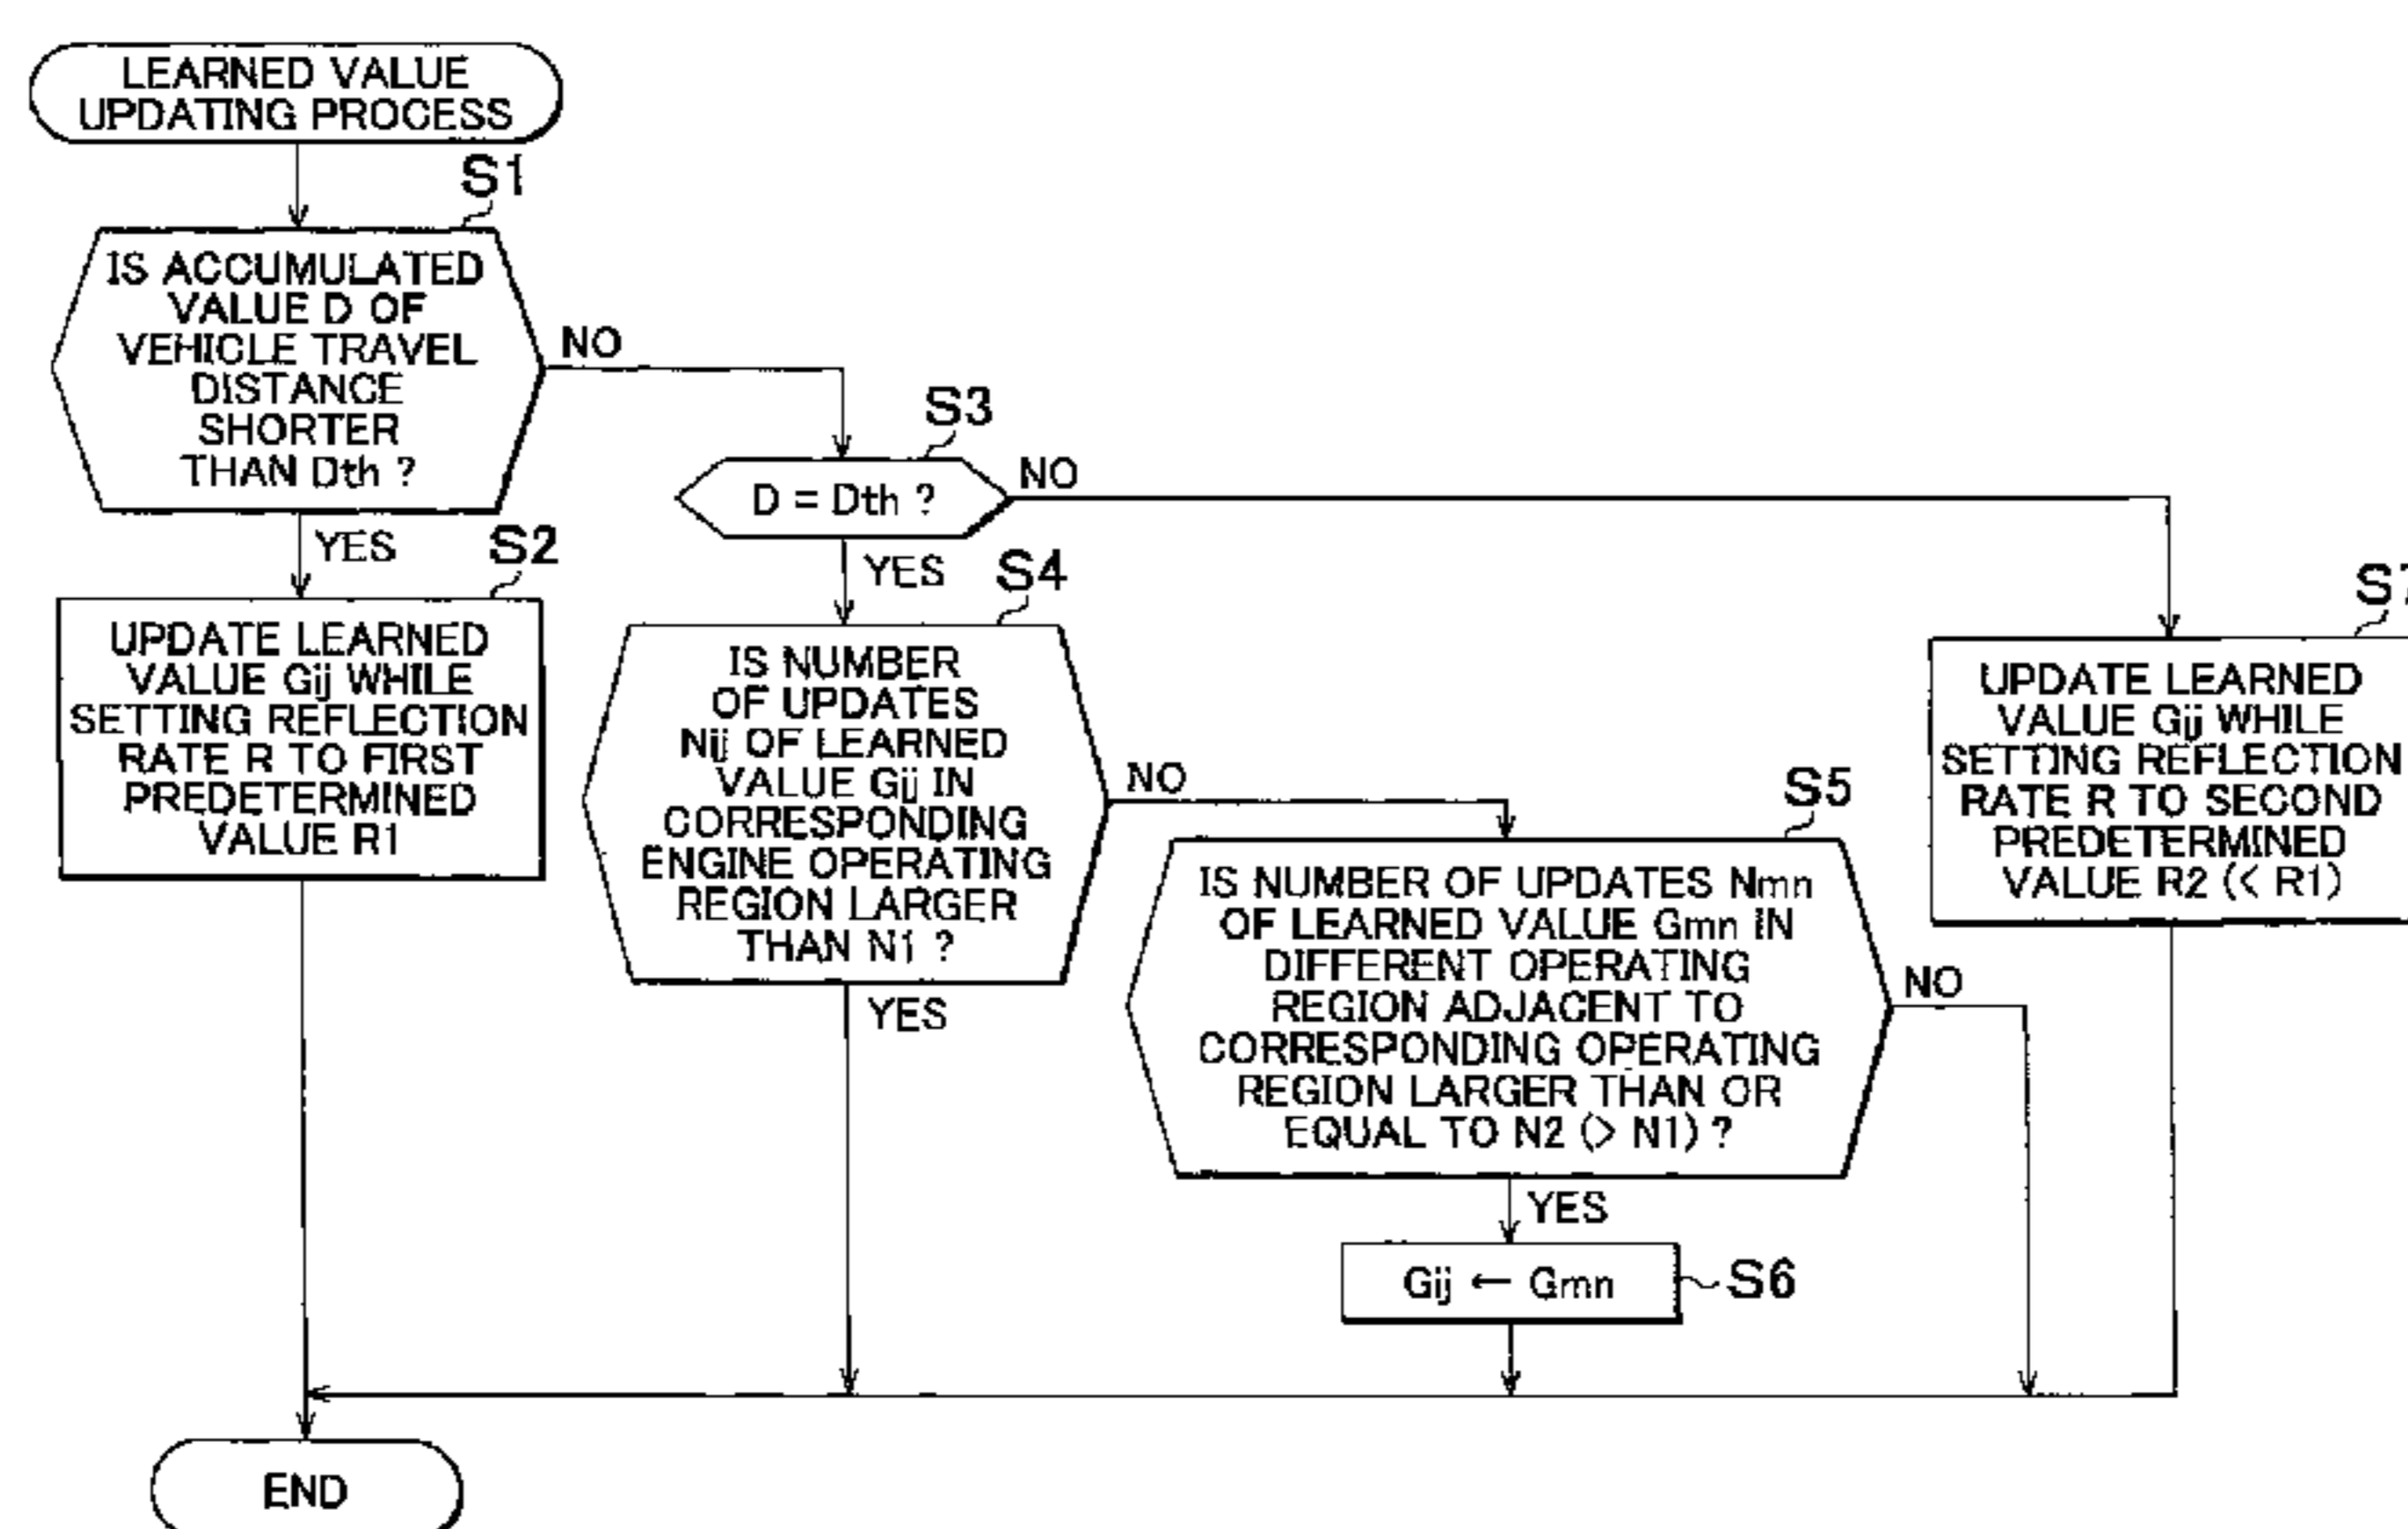 LEARNED VALUE
UPDATING PROCESS
S1
IS ACCUMULATED
VALUE D OF
VEHICLE TRAVEL
DISTANCE
SHORTER
THAN Dth ?
NO
YES
S2
UPDATE LEARNED
VALUE Gij WHILE
SETTING REFLECTION
RATE R TO FIRST
PREDETERMINED
VALUE R1
S3
D = Dth ?
NO
YES
S4
IS NUMBER
OF UPDATES
Nij OF LEARNED
VALUE Gij IN
CORRESPONDING
ENGINE OPERATING
REGION LARGER
THAN N1 ?
NO
YES
S5
IS NUMBER OF UPDATES Nmn
OF LEARNED VALUE Gmn IN
DIFFERENT OPERATING
REGION ADJACENT TO
CORRESPONDING OPERATING
REGION LARGER THAN OR
EQUAL TO N2 (> N1) ?
NO
YES
Gij ← Gmn
S6
S7
UPDATE LEARNED
VALUE Gij WHILE
SETTING REFLECTION
RATE R TO SECOND
PREDETERMINED
VALUE R2 (< R1)
END